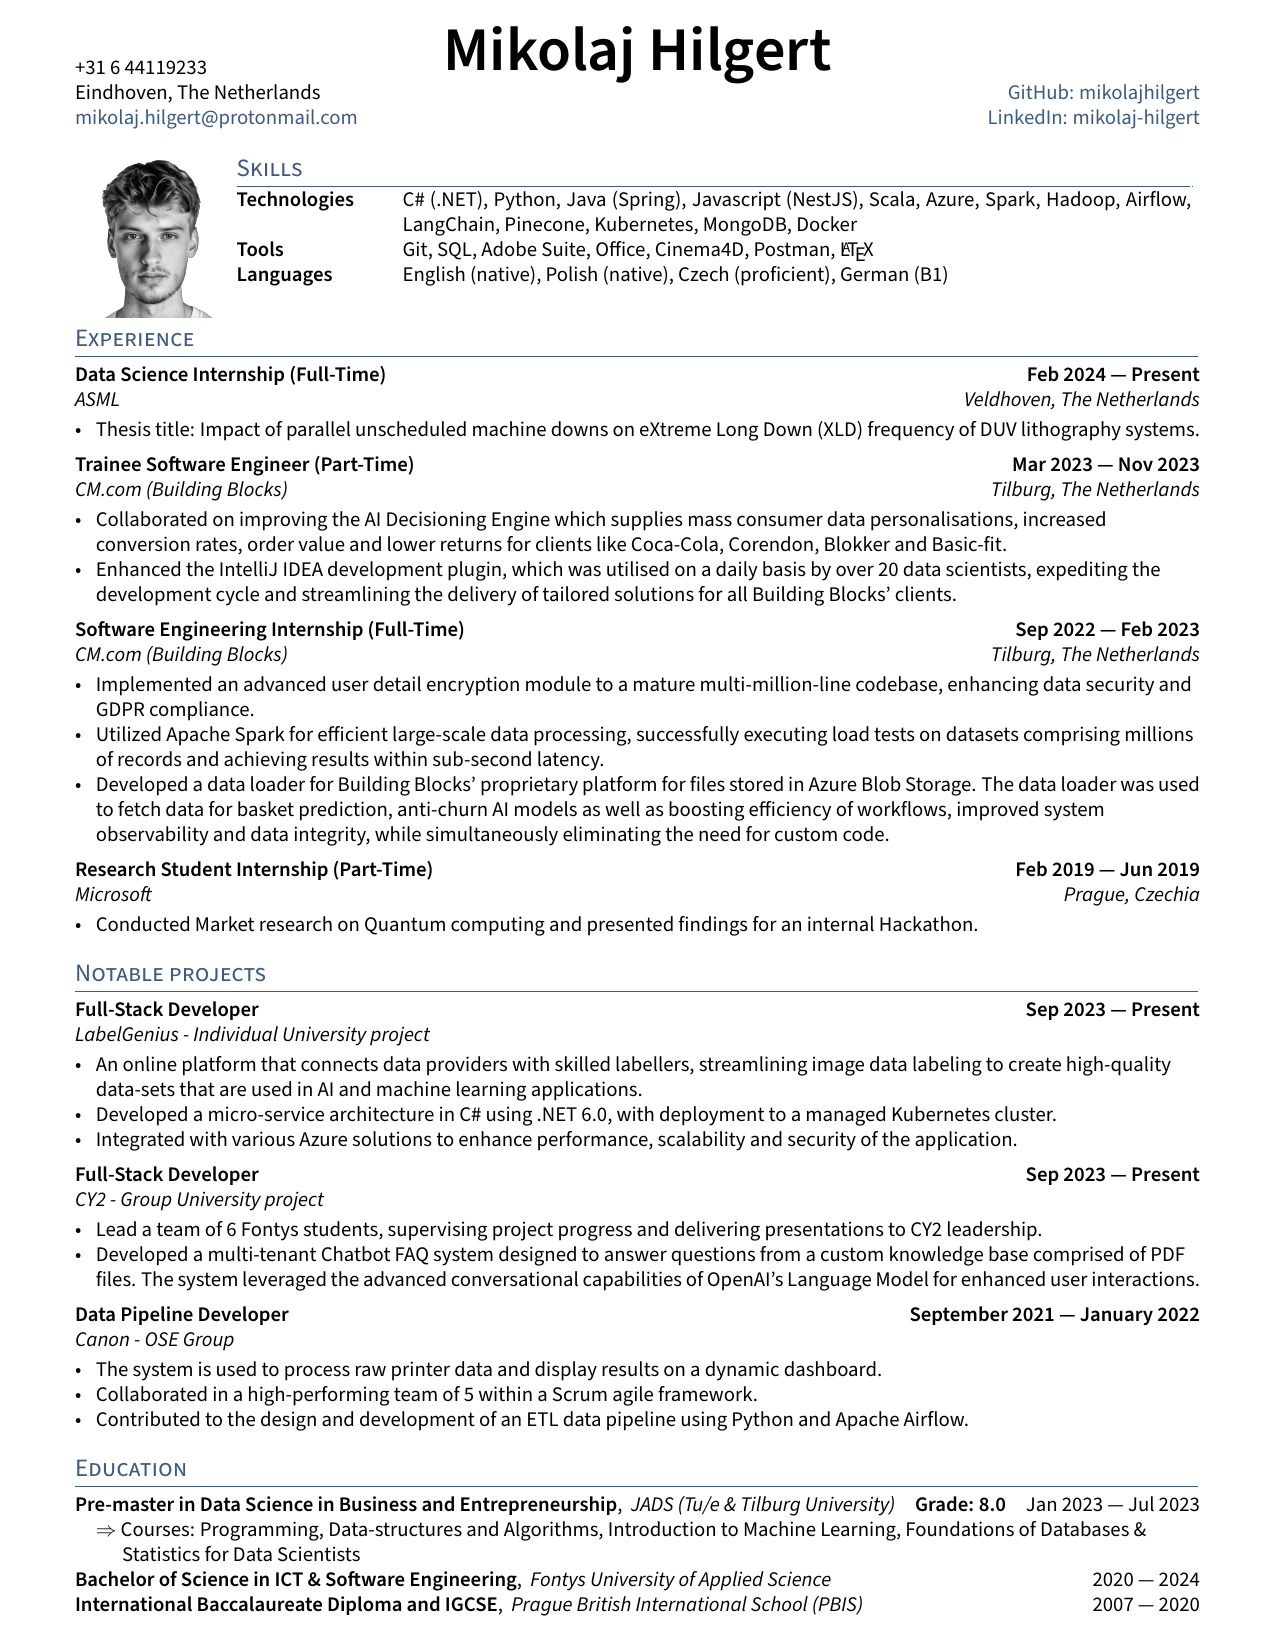 Mikolaj Hilgert
+31 6 44119233
Eindhoven, The Netherlands
mikolaj.hilgert@protonmail.com
GitHub: mikolajhilgert
LinkedIn: mikolaj-hilgert
Skills
Technologies C# (.NET), Python, Java (Spring), Javascript (NestJS), Scala, Azure, Spark, Hadoop, Airflow,
LangChain, Pinecone, Kubernetes, MongoDB, Docker
Tools Git, SQL, Adobe Suite, Office, Cinema4D, Postman, LATEX
Languages English (native), Polish (native), Czech (proficient), German (B1)
Experience
Data Science Internship (Full-Time) Feb 2024 — Present
ASML Veldhoven, The Netherlands
• Thesis title: Impact of parallel unscheduled machine downs on eXtreme Long Down (XLD) frequency of DUV lithography systems.
Trainee Software Engineer (Part-Time) Mar 2023 — Nov 2023
CM.com (Building Blocks) Tilburg, The Netherlands
• Collaborated on improving the AI Decisioning Engine which supplies mass consumer data personalisations, increased
conversion rates, order value and lower returns for clients like Coca-Cola, Corendon, Blokker and Basic-fit.
• Enhanced the IntelliJ IDEA development plugin, which was utilised on a daily basis by over 20 data scientists, expediting the
development cycle and streamlining the delivery of tailored solutions for all Building Blocks’ clients.
Software Engineering Internship (Full-Time) Sep 2022 — Feb 2023
CM.com (Building Blocks) Tilburg, The Netherlands
• Implemented an advanced user detail encryption module to a mature multi-million-line codebase, enhancing data security and
GDPR compliance.
• Utilized Apache Spark for efficient large-scale data processing, successfully executing load tests on datasets comprising millions
of records and achieving results within sub-second latency.
• Developed a data loader for Building Blocks’ proprietary platform for files stored in Azure Blob Storage. The data loader was used
to fetch data for basket prediction, anti-churn AI models as well as boosting efficiency of workflows, improved system
observability and data integrity, while simultaneously eliminating the need for custom code.
Research Student Internship (Part-Time) Feb 2019 — Jun 2019
Microsoft Prague, Czechia
• Conducted Market research on Quantum computing and presented findings for an internal Hackathon.
Notable projects
Full-Stack Developer Sep 2023 — Present
LabelGenius - Individual University project
• An online platform that connects data providers with skilled labellers, streamlining image data labeling to create high-quality
data-sets that are used in AI and machine learning applications.
• Developed a micro-service architecture in C# using .NET 6.0, with deployment to a managed Kubernetes cluster.
• Integrated with various Azure solutions to enhance performance, scalability and security of the application.
Full-Stack Developer Sep 2023 — Present
CY2 - Group University project
• Lead a team of 6 Fontys students, supervising project progress and delivering presentations to CY2 leadership.
• Developed a multi-tenant Chatbot FAQ system designed to answer questions from a custom knowledge base comprised of PDF
files. The system leveraged the advanced conversational capabilities of OpenAI’s Language Model for enhanced user interactions.
Data Pipeline Developer September 2021 — January 2022
Canon - OSE Group
• The system is used to process raw printer data and display results on a dynamic dashboard.
• Collaborated in a high-performing team of 5 within a Scrum agile framework.
• Contributed to the design and development of an ETL data pipeline using Python and Apache Airflow.
Education
Pre-master in Data Science in Business and Entrepreneurship, JADS (Tu/e & Tilburg University) Grade: 8.0 Jan 2023 — Jul 2023
⇒ Courses: Programming, Data-structures and Algorithms, Introduction to Machine Learning, Foundations of Databases &
Statistics for Data Scientists
Bachelor of Science in ICT & Software Engineering, Fontys University of Applied Science 2020 — 2024
International Baccalaureate Diploma and IGCSE, Prague British International School (PBIS) 2007 — 2020